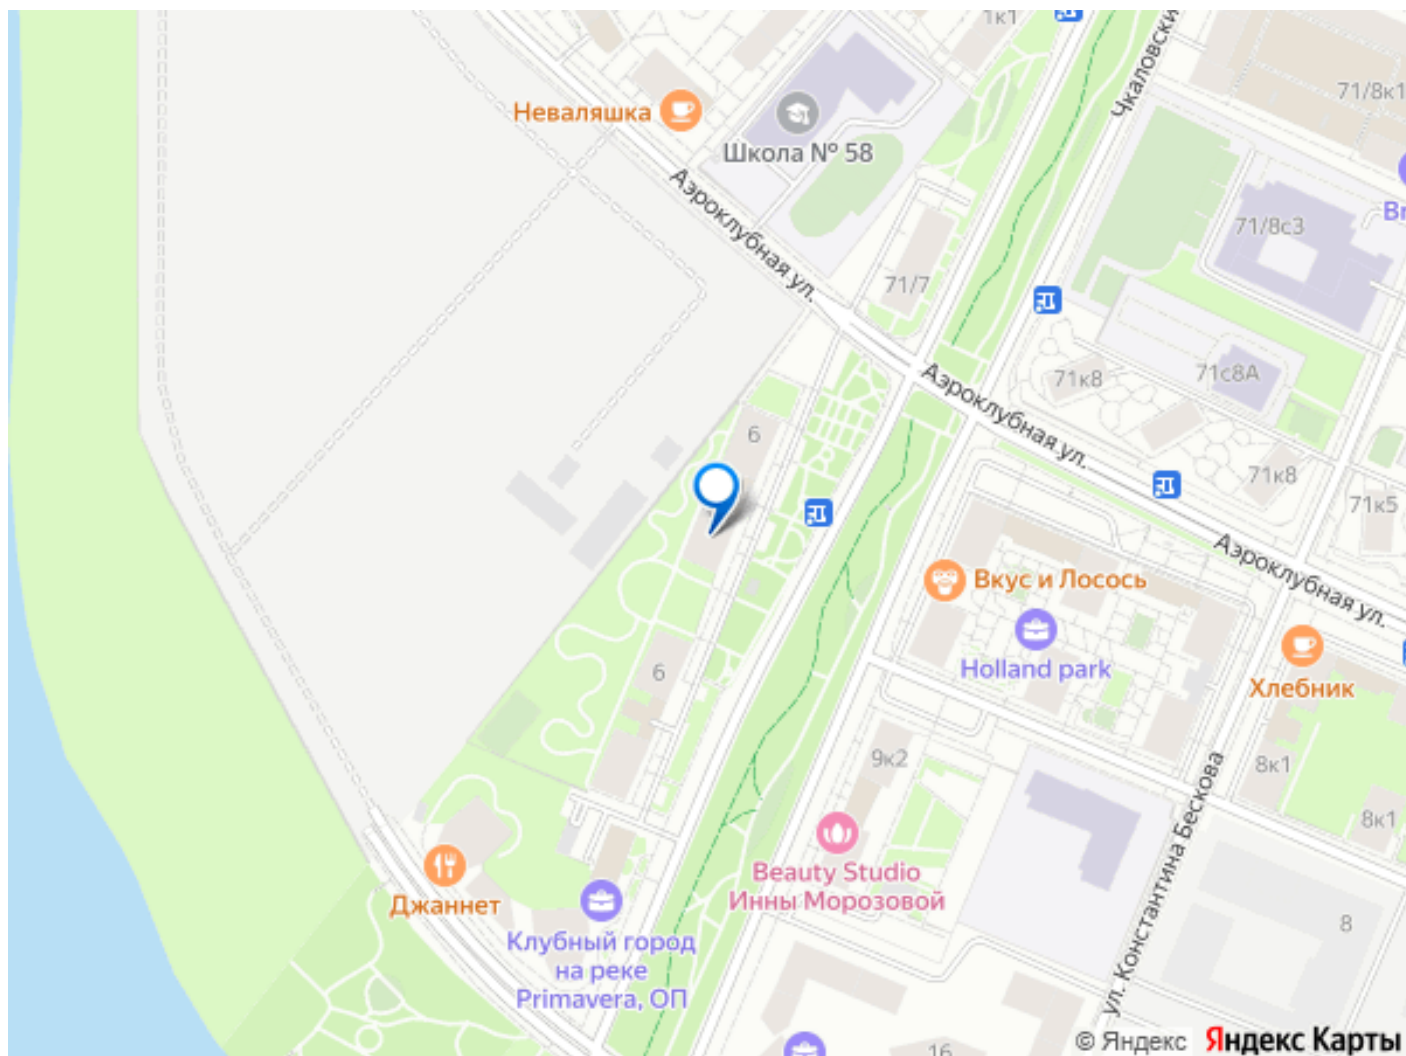 1к1
Чкаловски
71/8к1
Неваляшка
Школа № 58
Br
Аэроклубная ул.
71/8с3
71/7
Аэроклубная ул.
71к8
71с8А
6
71к8
71к5
Аэроклубная ул.
Вкус и Лосось
Holland park
Хлебник
6
9к2
8к1
8к1
ул. Константина Бескова
Beauty Studio
Инны Морозовой
Джаннет
Клубный город
на реке
Primavera, ОП
8
16
© Яндекс Яндекс Карты